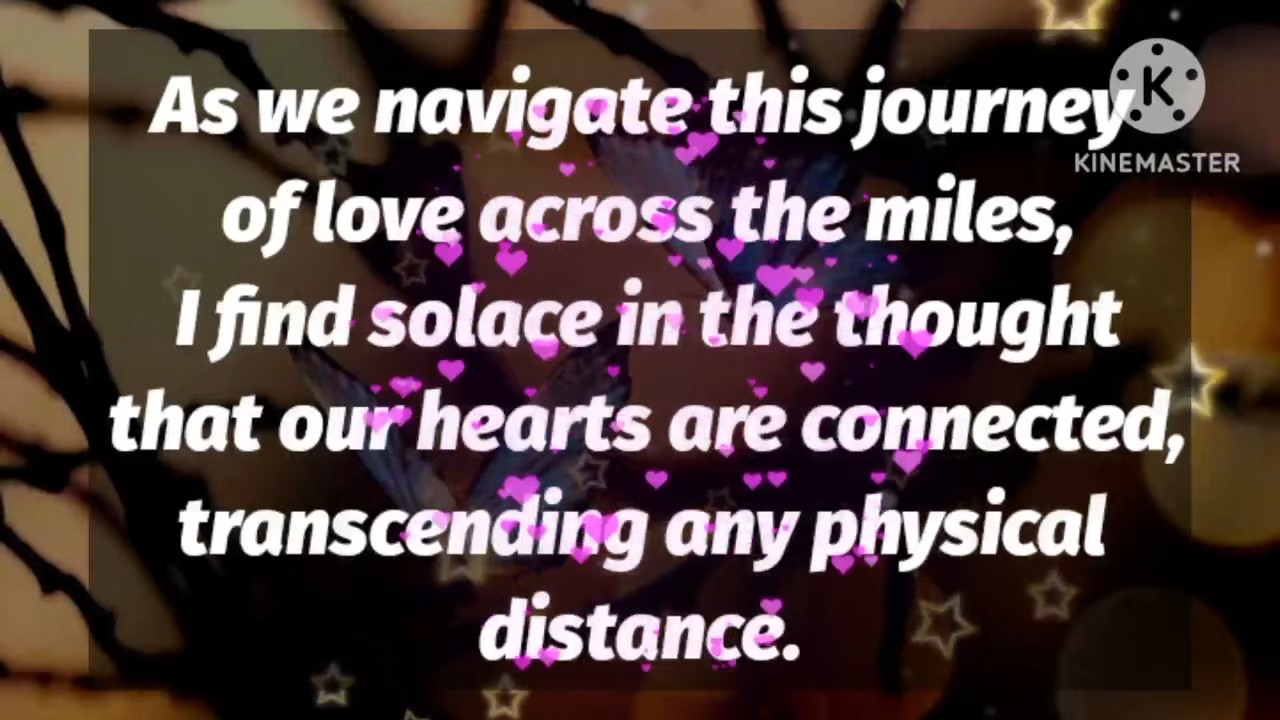 As we navigate this journey
of love across the miles,
I find solace in the thought
that our hearts are connected,
transcending any physical
distance.
K
KINEMASTER